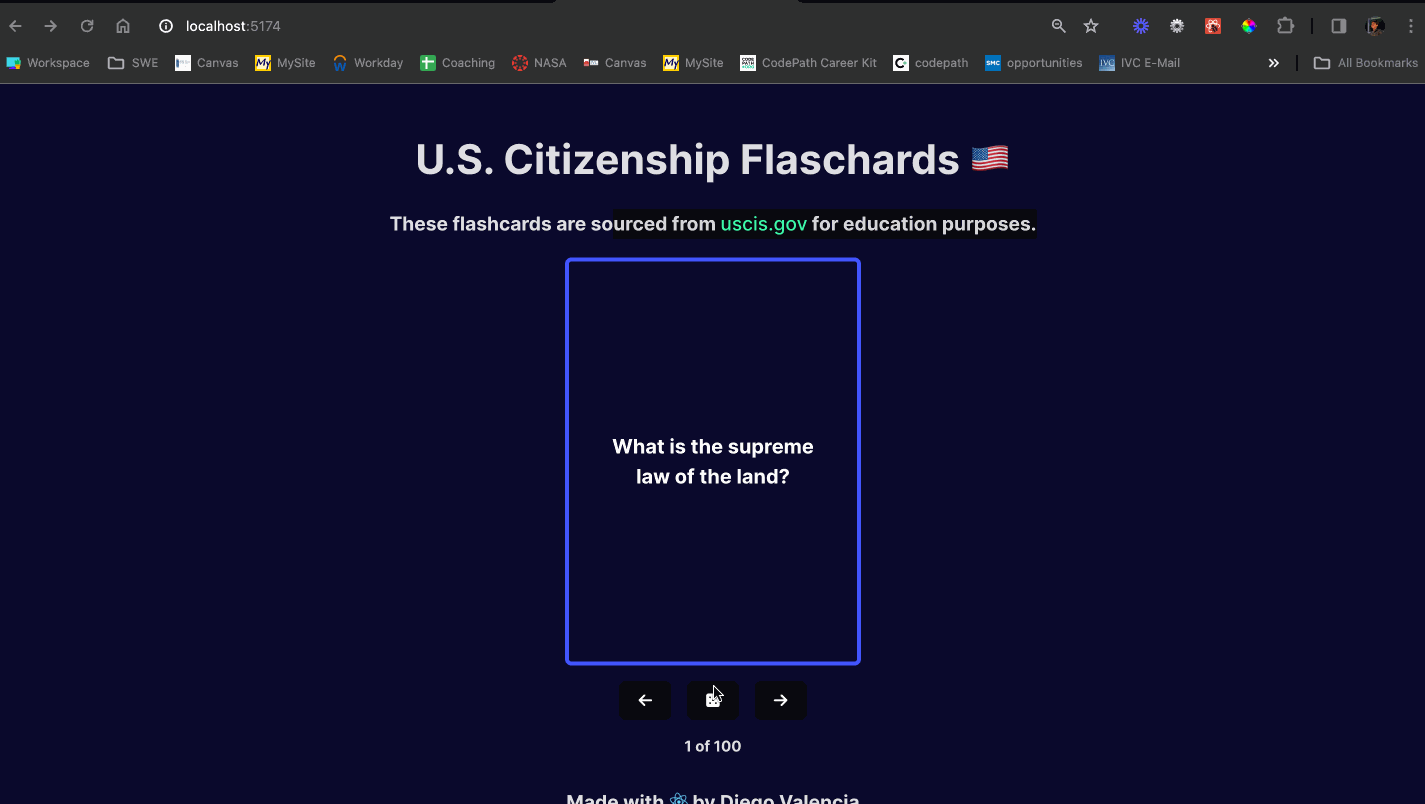 localhost:5174
Workspace SWE Canvas MySite Workday Coaching NASA Canvas MySite CodePath Career Kit codepath opportunities IVC E-Mail » All Bookmarks
U.S. Citizenship Flaschards 🇺🇸
These flashcards are sourced from uscis.gov for education purposes.
What is the supreme
law of the land?
1 of 100
Made with ⚛️ by Diego Valencia